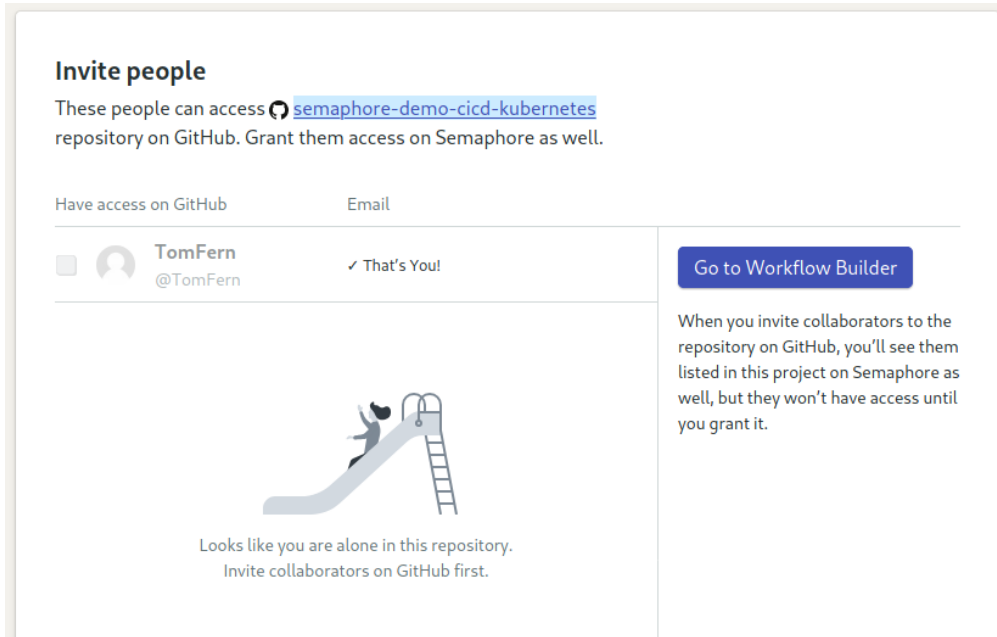 Invite people
These people can access semaphore-demo-cicd-kubernetes
repository on GitHub. Grant them access on Semaphore as well.
Have access on GitHub Email
TomFern
@TomFern
✓ That's You!
Go to Workflow Builder
When you invite collaborators to the
repository on GitHub, you'll see them
listed in this project on Semaphore as
well, but they won't have access until
you grant it.
Looks like you are alone in this repository.
Invite collaborators on GitHub first.